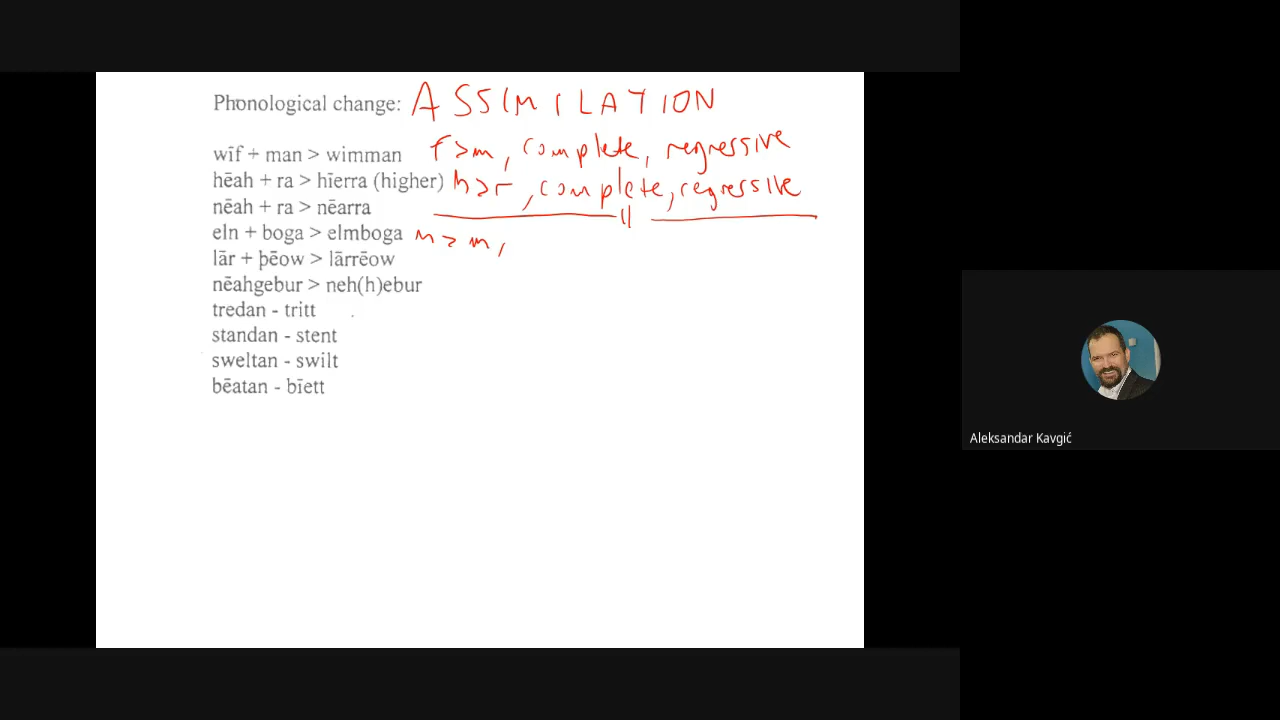 Phonological change: ASSIMILATION
wīf + man > wimman f>m, complete, regressive
hēah + ra > hīerra (higher) h>r, complete, regressive
nēah + ra > nēarra ———— || ————
eln + boga > elmboga n>m,
lār + þēow > lārrēow
nēahgebur > neh(h)ebur
tredan - tritt
standan - stent
sweltan - swilt
bēatan - bīett
Aleksandar Kavgić